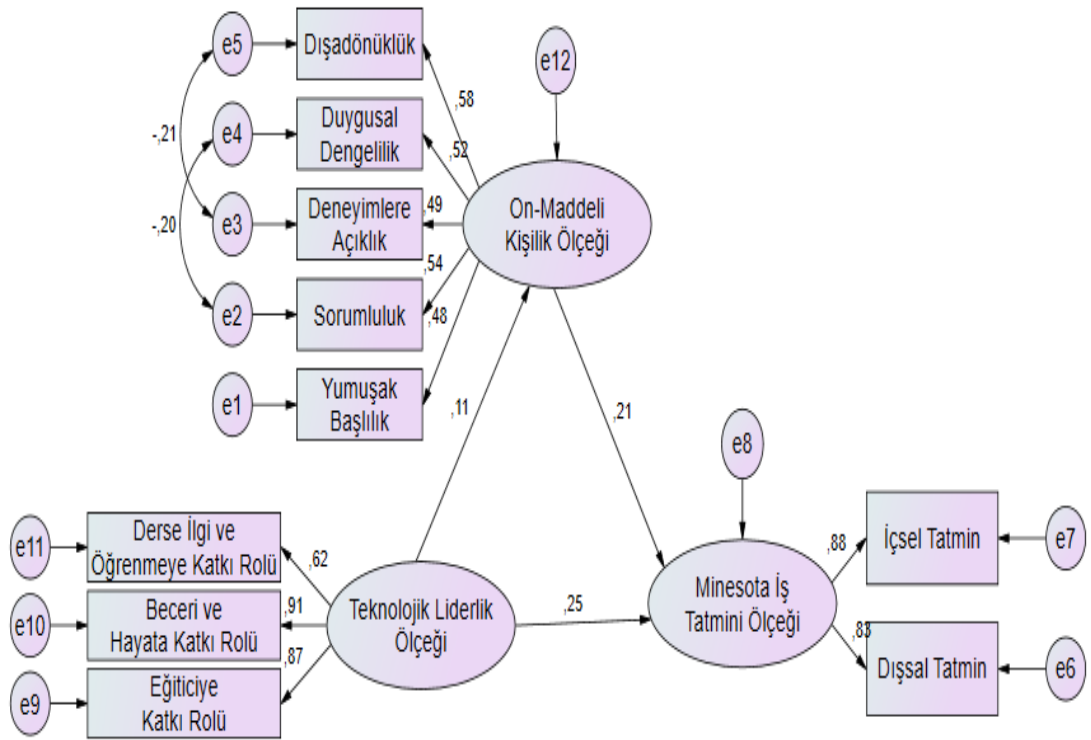 e5
Dışadönüklük
e12
,58
e4
Duygusal
Dengelilik
,52
-,21
e3
Deneyimlere
Açıklık
,49
On-Maddeli
Kişilik Ölçeği
-,20
,54
e2
Sorumluluk
,48
e1
Yumuşak
Başlılık
,11
,21
e8
e11
Derse İlgi ve
Öğrenmeye Katkı Rolü
,62
e10
Beceri ve
Hayata Katkı Rolü
,91
e9
Eğiticiye
Katkı Rolü
,87
Teknolojik Liderlik
Ölçeği
,25
Minesota İş
Tatmini Ölçeği
,88
İçsel Tatmin
e7
,83
Dışsal Tatmin
e6